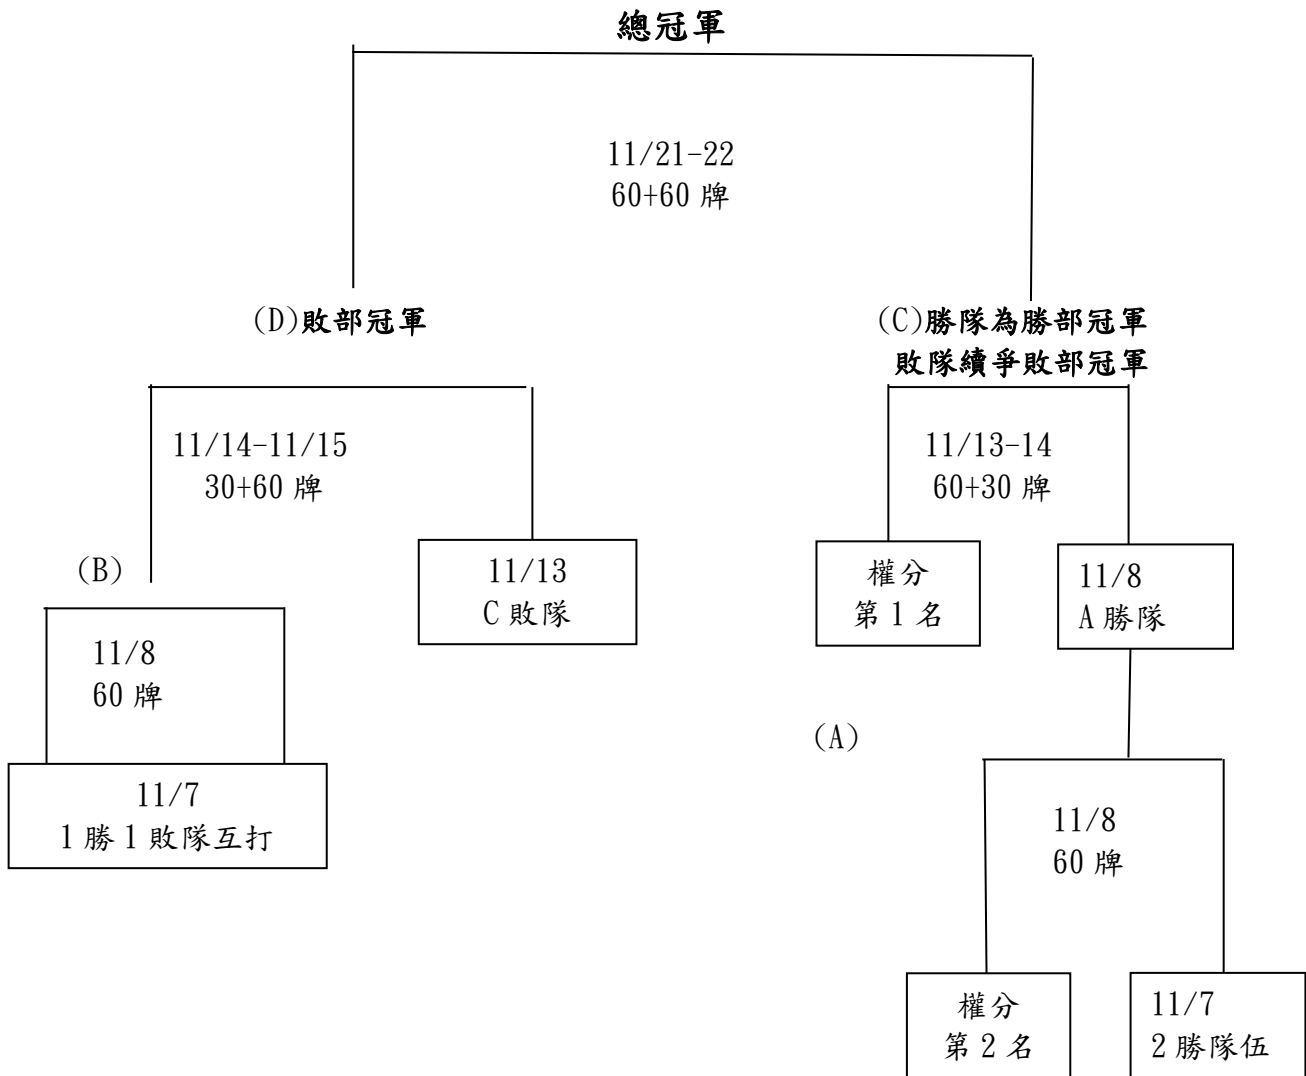 總冠軍
11/21-22
60+60 牌
(D)敗部冠軍
(C)勝隊為勝部冠軍
敗隊續爭敗部冠軍
11/14-11/15
30+60 牌
11/13-14
60+30 牌
(B)
11/13
C 敗隊
權分
第 1 名
11/8
A 勝隊
11/8
60 牌
(A)
11/7
1 勝 1 敗隊互打
11/8
60 牌
權分
第 2 名
11/7
2 勝隊伍